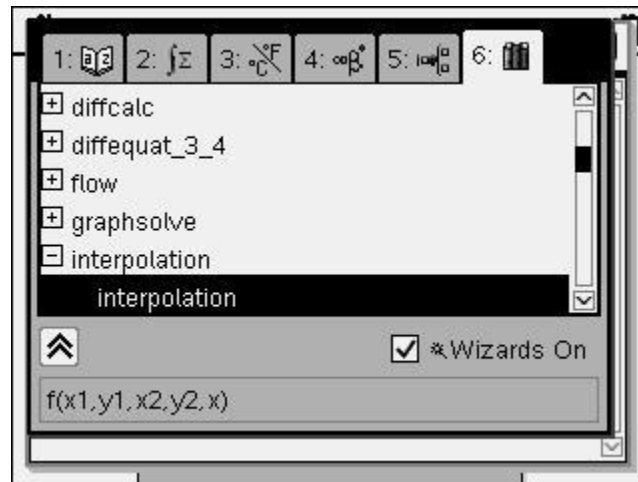 1: 2: ∫Σ 3: °C°F 4: ∞β° 5: 6:
diffcalc
diffequat_3_4
flow
graphsolve
interpolation
interpolation
Wizards On
f(x1,y1,x2,y2,x)